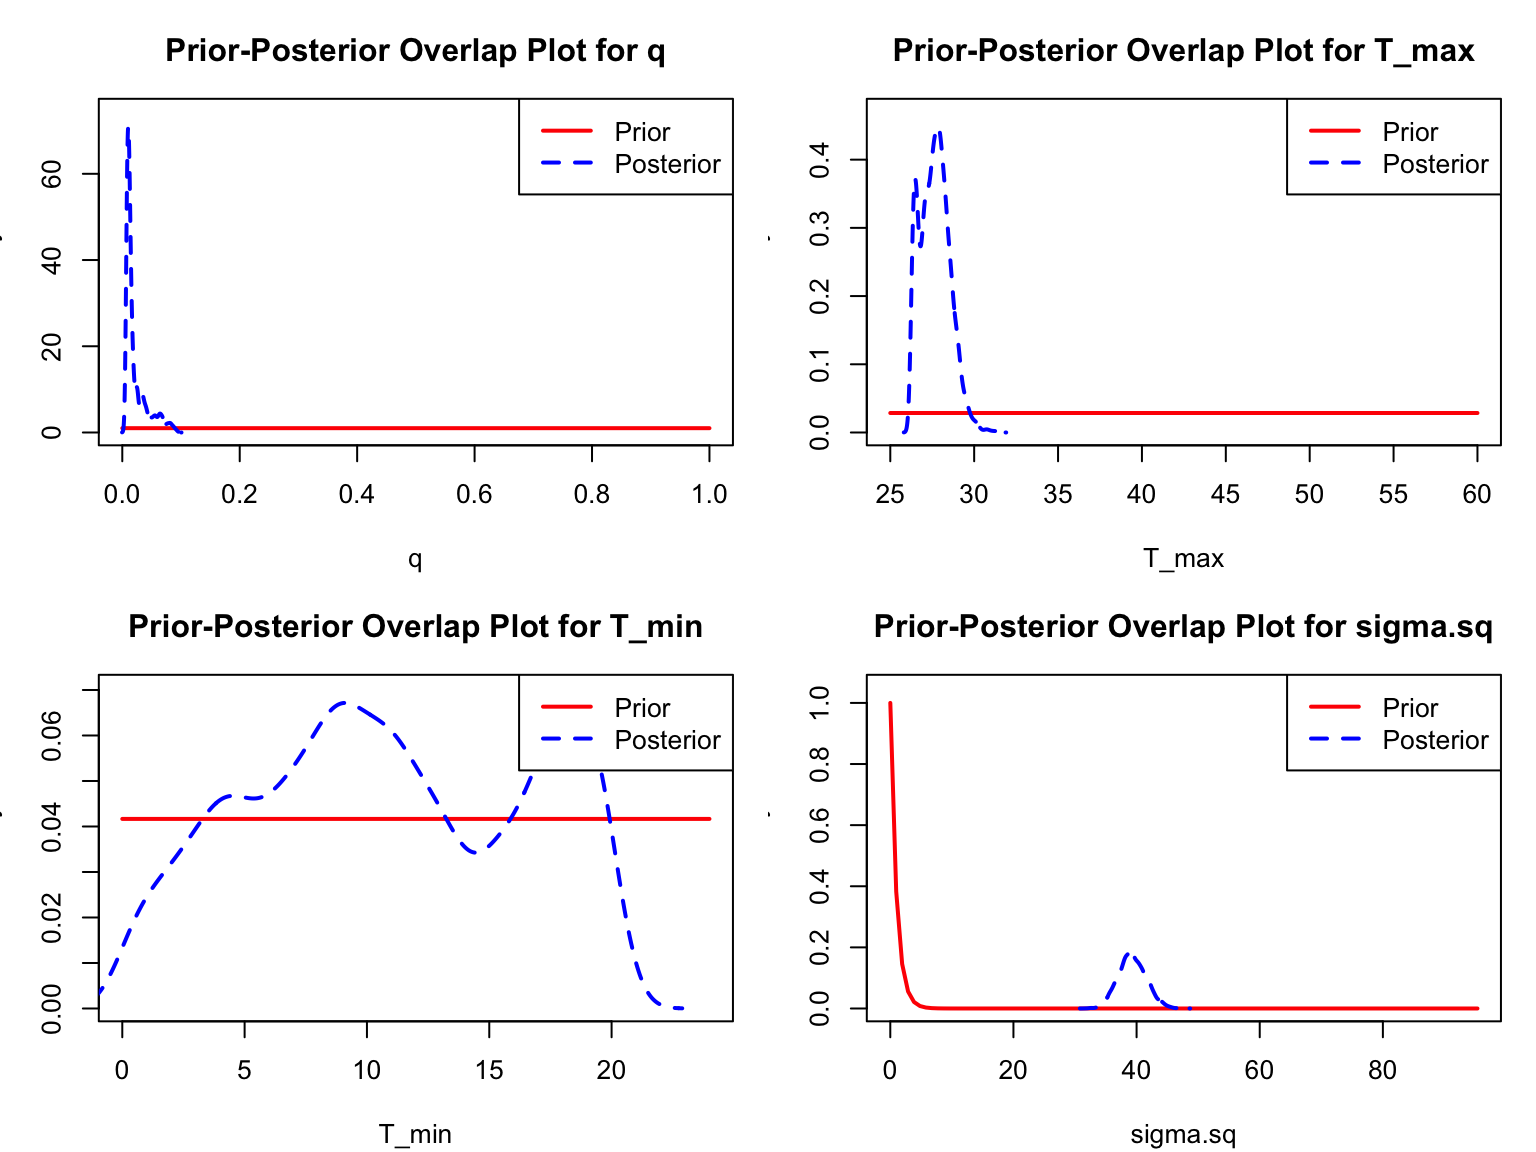 Prior-Posterior Overlap Plot for q
Prior
Posterior
0 20 40 60
0.0 0.2 0.4 0.6 0.8 1.0
q
Prior-Posterior Overlap Plot for T_max
Prior
Posterior
0.0 0.1 0.2 0.3 0.4
25 30 35 40 45 50 55 60
T_max
Prior-Posterior Overlap Plot for T_min
Prior
Posterior
0.00 0.02 0.04 0.06
0 5 10 15 20
T_min
Prior-Posterior Overlap Plot for sigma.sq
Prior
Posterior
0.0 0.2 0.4 0.6 0.8 1.0
0 20 40 60 80
sigma.sq